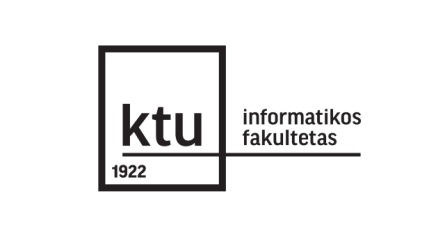 ktu
1922
informatikos
fakultetas